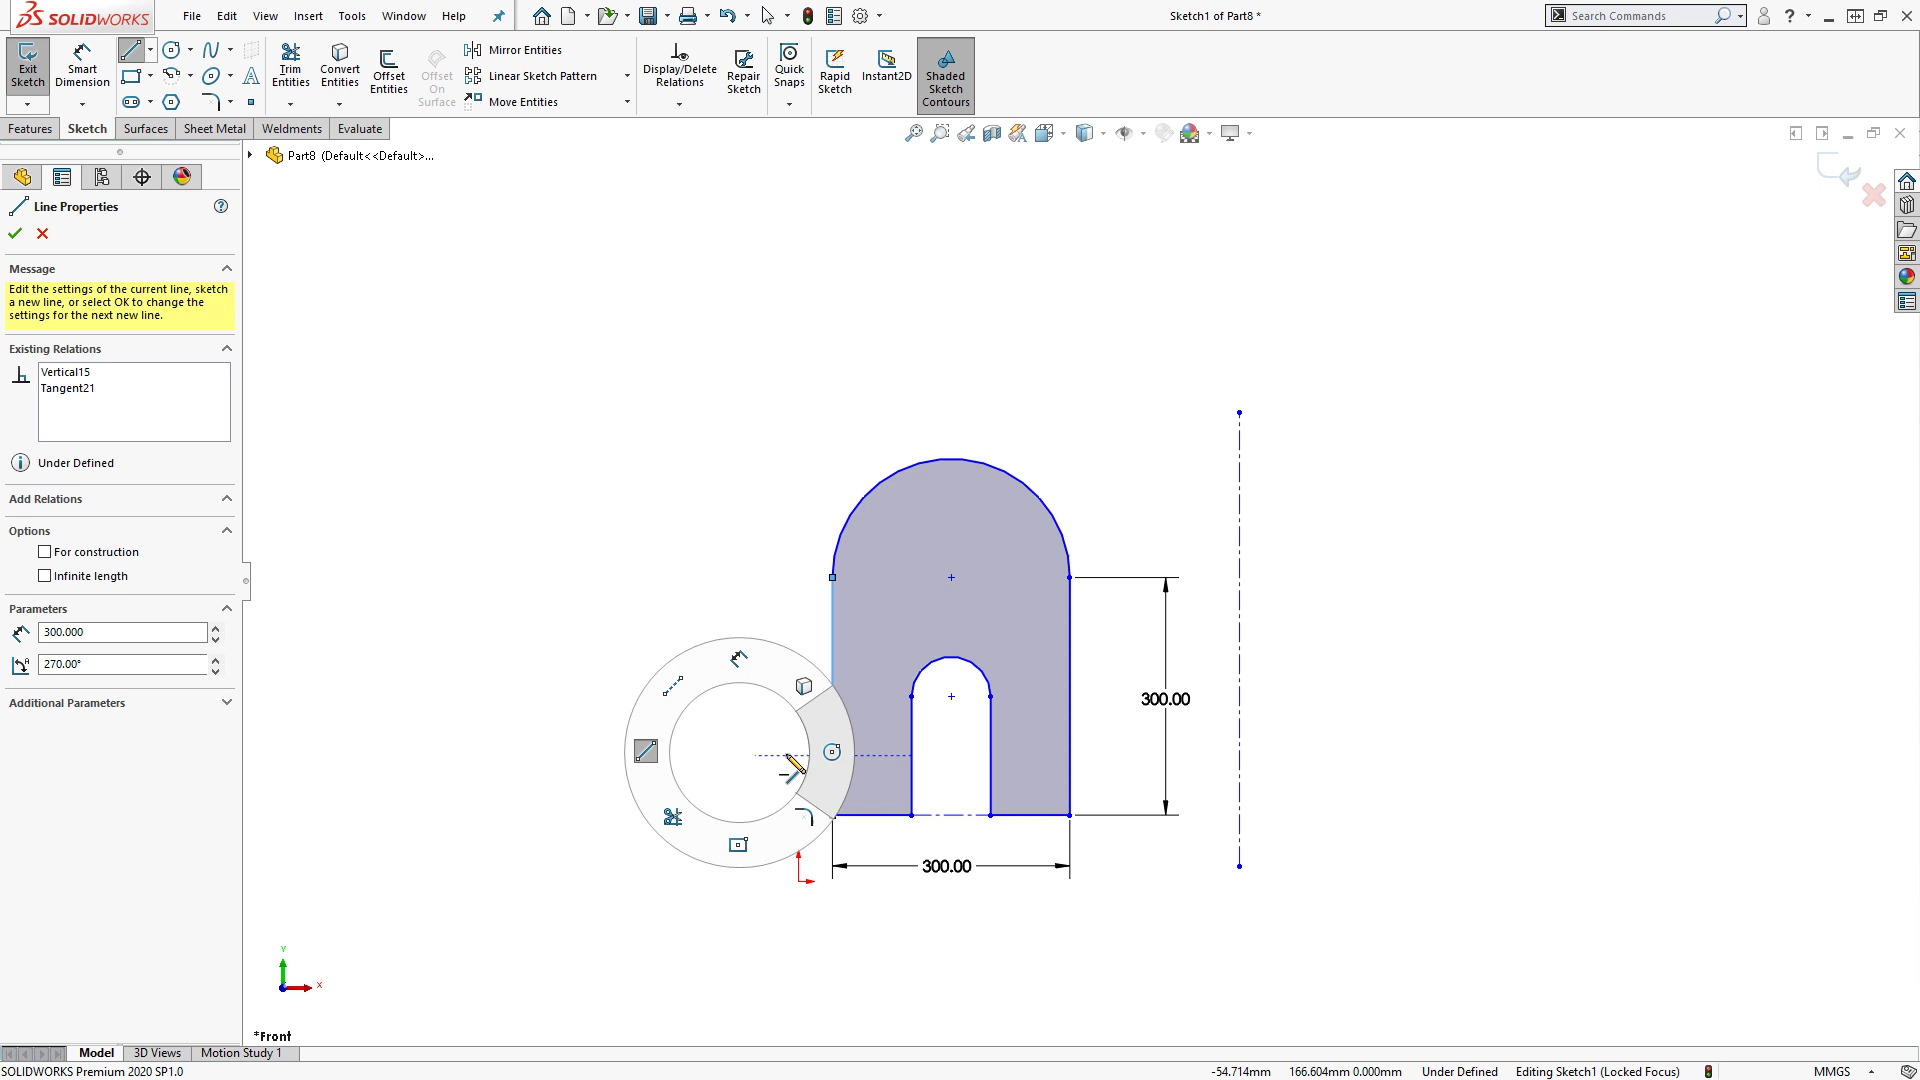 SOLIDWORKS
File Edit View Insert Tools Window Help
Sketch1 of Part8 *
Search Commands
Exit Sketch
Smart Dimension
Trim Entities
Convert Entities
Offset Entities
Offset On Surface
Mirror Entities
Linear Sketch Pattern
Move Entities
Display/Delete Relations
Repair Sketch
Quick Snaps
Rapid Sketch
Instant2D
Shaded Sketch Contours
Features Sketch Surfaces Sheet Metal Weldments Evaluate
Part8 (Default<<Default>...
Line Properties
Message
Edit the settings of the current line, sketch
a new line, or select OK to change the
settings for the next new line.
Existing Relations
Vertical15
Tangent21
Under Defined
Add Relations
Options
For construction
Infinite length
Parameters
300.000
270.00°
Additional Parameters
300.00
300.00
Y
X
*Front
Model 3D Views Motion Study 1
SOLIDWORKS Premium 2020 SP1.0
-54.714mm 166.604mm 0.000mm Under Defined Editing Sketch1 (Locked Focus) MMGS